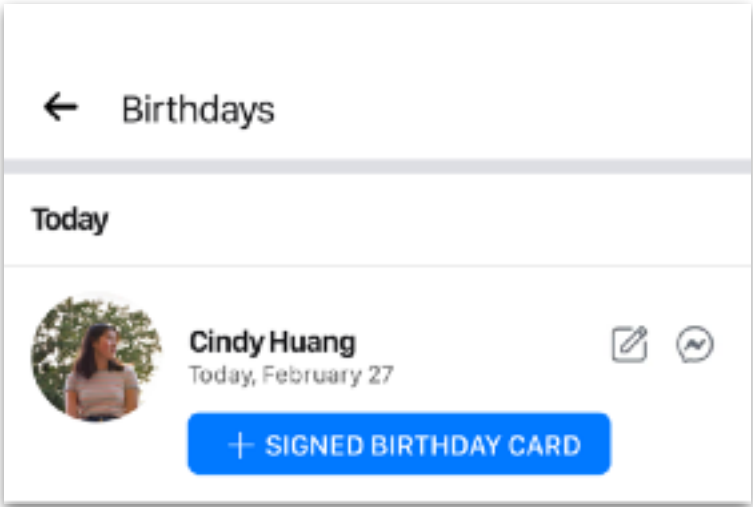 Birthdays
Today
Cindy Huang
Today, February 27
+ SIGNED BIRTHDAY CARD